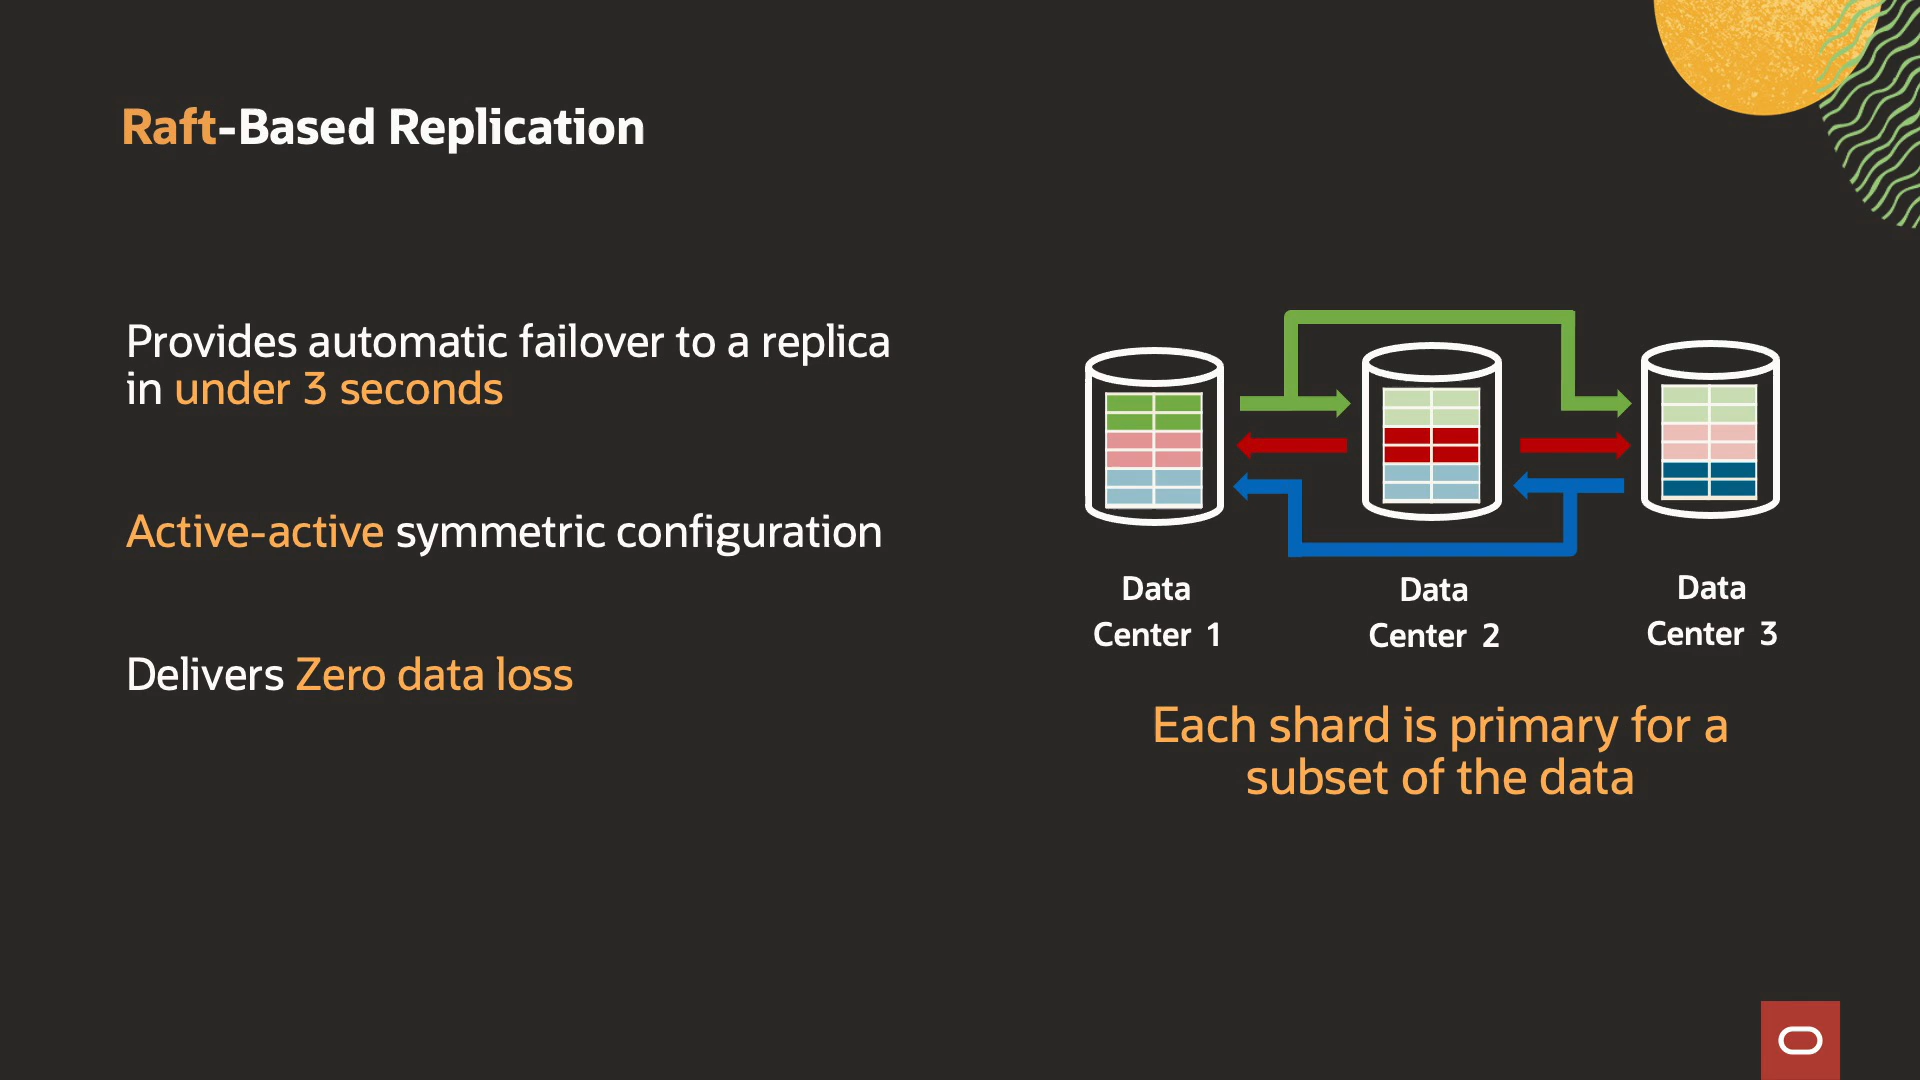 Raft-Based Replication
Provides automatic failover to a replica
in under 3 seconds
Active-active symmetric configuration
Delivers Zero data loss
Data
Center 1
Data
Center 2
Data
Center 3
Each shard is primary for a
subset of the data